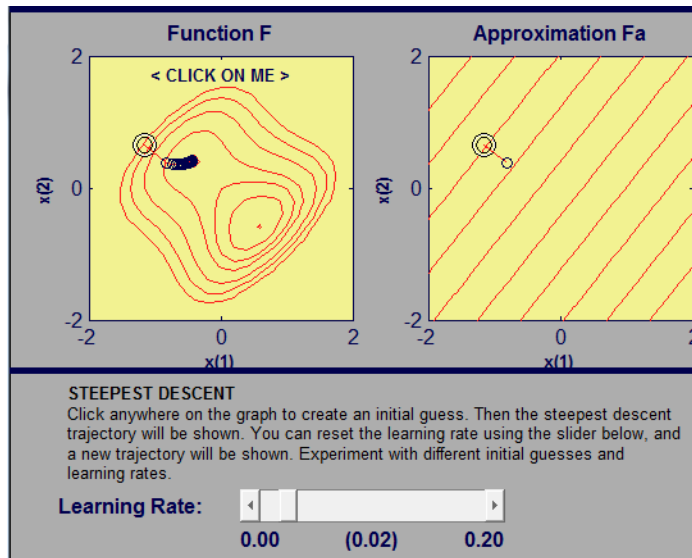 Function F
Approximation Fa
< CLICK ON ME >
2
0
-2
x(2)
-2
0
2
x(1)
2
0
-2
x(2)
-2
0
2
x(1)
STEEPEST DESCENT
Click anywhere on the graph to create an initial guess. Then the steepest descent
trajectory will be shown. You can reset the learning rate using the slider below, and
a new trajectory will be shown. Experiment with different initial guesses and
learning rates.
Learning Rate:
0.00
(0.02)
0.20